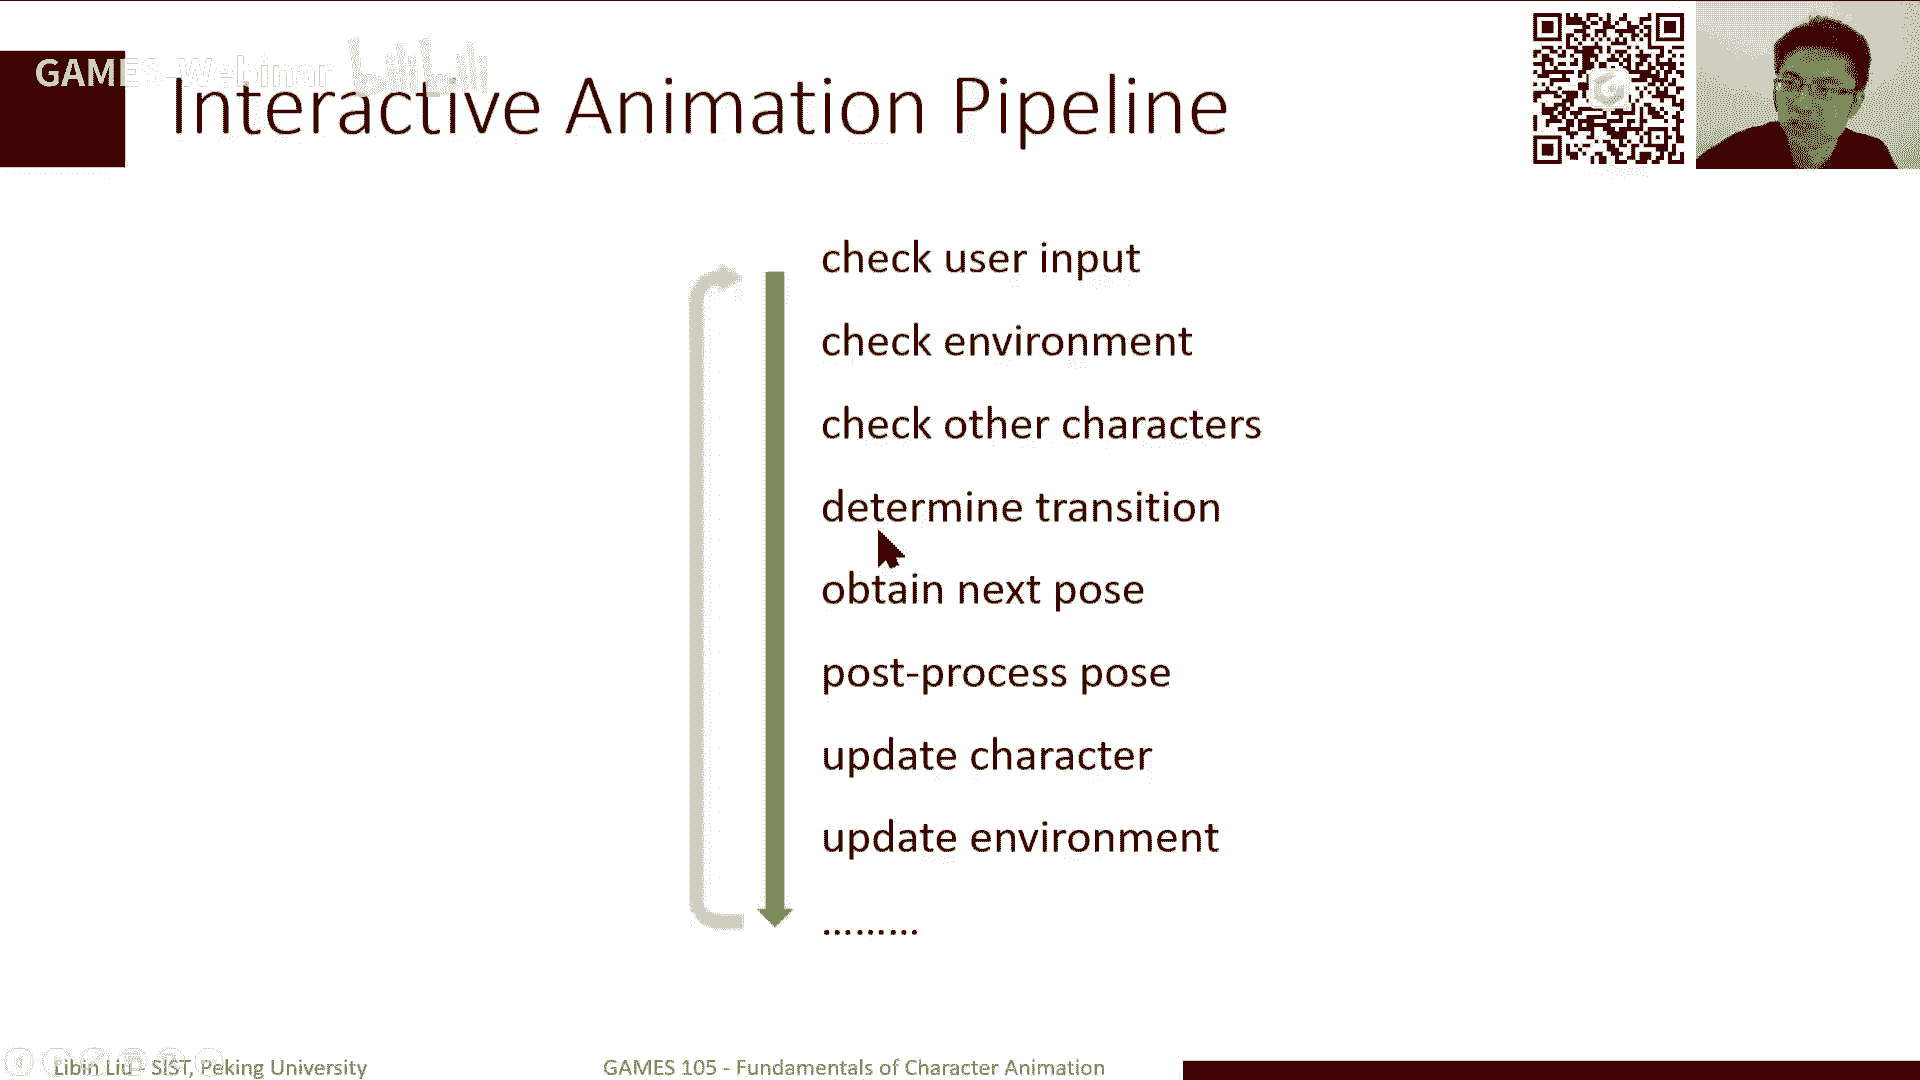 GAMES-Webinar bilibili
Interactive Animation Pipeline
check user input
check environment
check other characters
determine transition
obtain next pose
post-process pose
update character
update environment
.........
Libin Liu - SIST, Peking University
GAMES 105 - Fundamentals of Character Animation